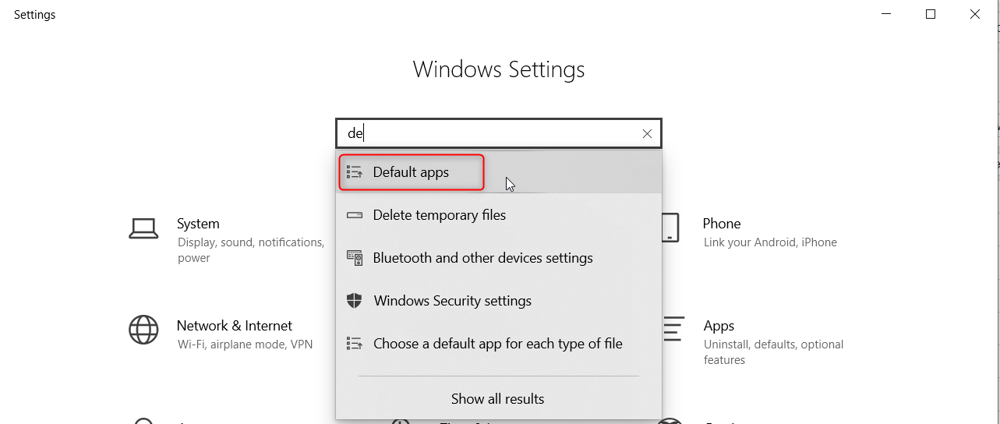 Settings
Windows Settings
de
Default apps
Delete temporary files
Bluetooth and other devices settings
Windows Security settings
Choose a default app for each type of file
Show all results
System
Display, sound, notifications,
power
Phone
Link your Android, iPhone
Network & Internet
Wi-Fi, airplane mode, VPN
Apps
Uninstall, defaults, optional
features